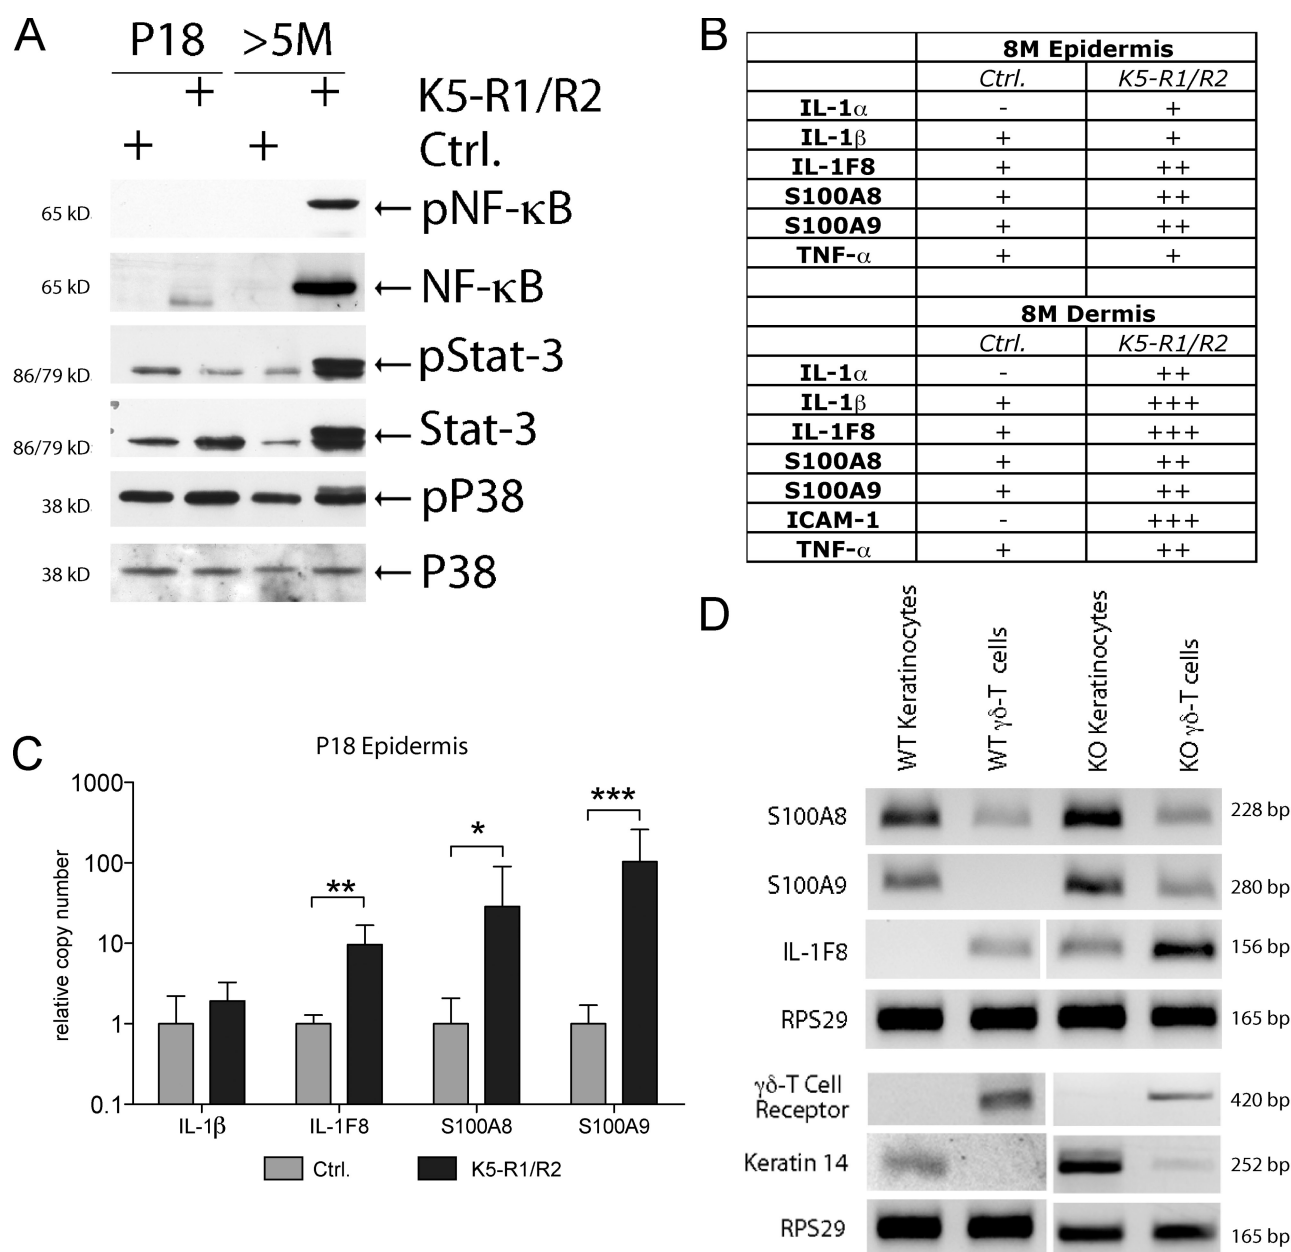 A
P18 >5M
+ + K5-R1/R2
+ + Ctrl.
65 kD pNF-κB
65 kD NF-κB
86/79 kD pStat-3
86/79 kD Stat-3
38 kD pP38
38 kD P38
B
8M Epidermis
Ctrl. K5-R1/R2
IL-1α - +
IL-1β + +
IL-1F8 + ++
S100A8 + ++
S100A9 + ++
TNF-α + +
8M Dermis
Ctrl. K5-R1/R2
IL-1α - ++
IL-1β + +++
IL-1F8 + +++
S100A8 + ++
S100A9 + ++
ICAM-1 - +++
TNF-α + ++
C
P18 Epidermis
relative copy number
1000
100
10
1
0.1
** * ***
IL-1β IL-1F8 S100A8 S100A9
Ctrl. K5-R1/R2
D
WT Keratinocytes
WT γδ-T cells
KO Keratinocytes
KO γδ-T cells
S100A8 228 bp
S100A9 280 bp
IL-1F8 156 bp
RPS29 165 bp
γδ-T Cell
Receptor 420 bp
Keratin 14 252 bp
RPS29 165 bp